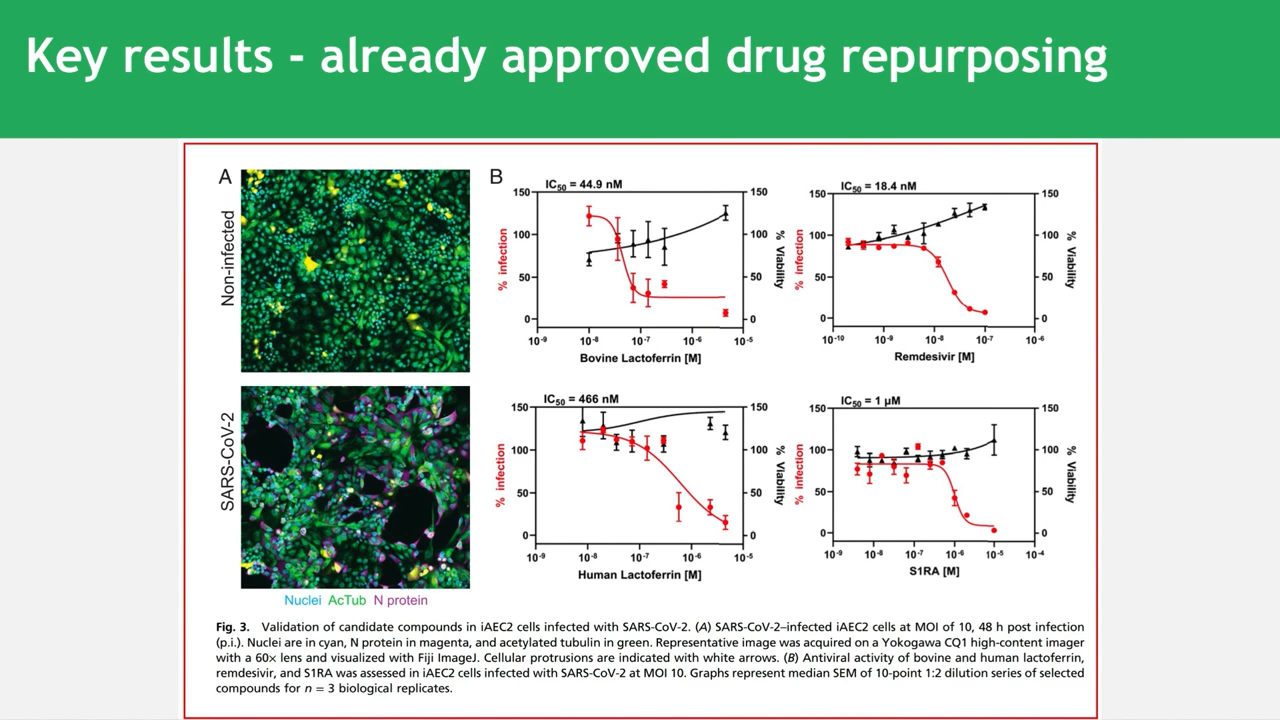 Key results - already approved drug repurposing
A
Non-infected
SARS-CoV-2
Nuclei AcTub N protein
B
IC50 = 44.9 nM
150
100
50
0
% infection
150
100
50
0
% Viability
10-9 10-8 10-7 10-6 10-5
Bovine Lactoferrin [M]
IC50 = 18.4 nM
150
100
50
0
% infection
150
100
50
0
% Viability
10-10 10-9 10-8 10-7 10-6
Remdesivir [M]
IC50 = 466 nM
150
100
50
0
% infection
150
100
50
0
% Viability
10-9 10-8 10-7 10-6 10-5
Human Lactoferrin [M]
IC50 = 1 µM
150
100
50
0
% infection
150
100
50
0
% Viability
10-9 10-8 10-7 10-6 10-5 10-4
S1RA [M]
Fig. 3. Validation of candidate compounds in iAEC2 cells infected with SARS-CoV-2. (A) SARS-CoV-2–infected iAEC2 cells at MOI of 10, 48 h post infection
(p.i.). Nuclei are in cyan, N protein in magenta, and acetylated tubulin in green. Representative image was acquired on a Yokogawa CQ1 high-content imager
with a 60× lens and visualized with Fiji ImageJ. Cellular protrusions are indicated with white arrows. (B) Antiviral activity of bovine and human lactoferrin,
remdesivir, and S1RA was assessed in iAEC2 cells infected with SARS-CoV-2 at MOI 10. Graphs represent median SEM of 10-point 1:2 dilution series of selected
compounds for n = 3 biological replicates.